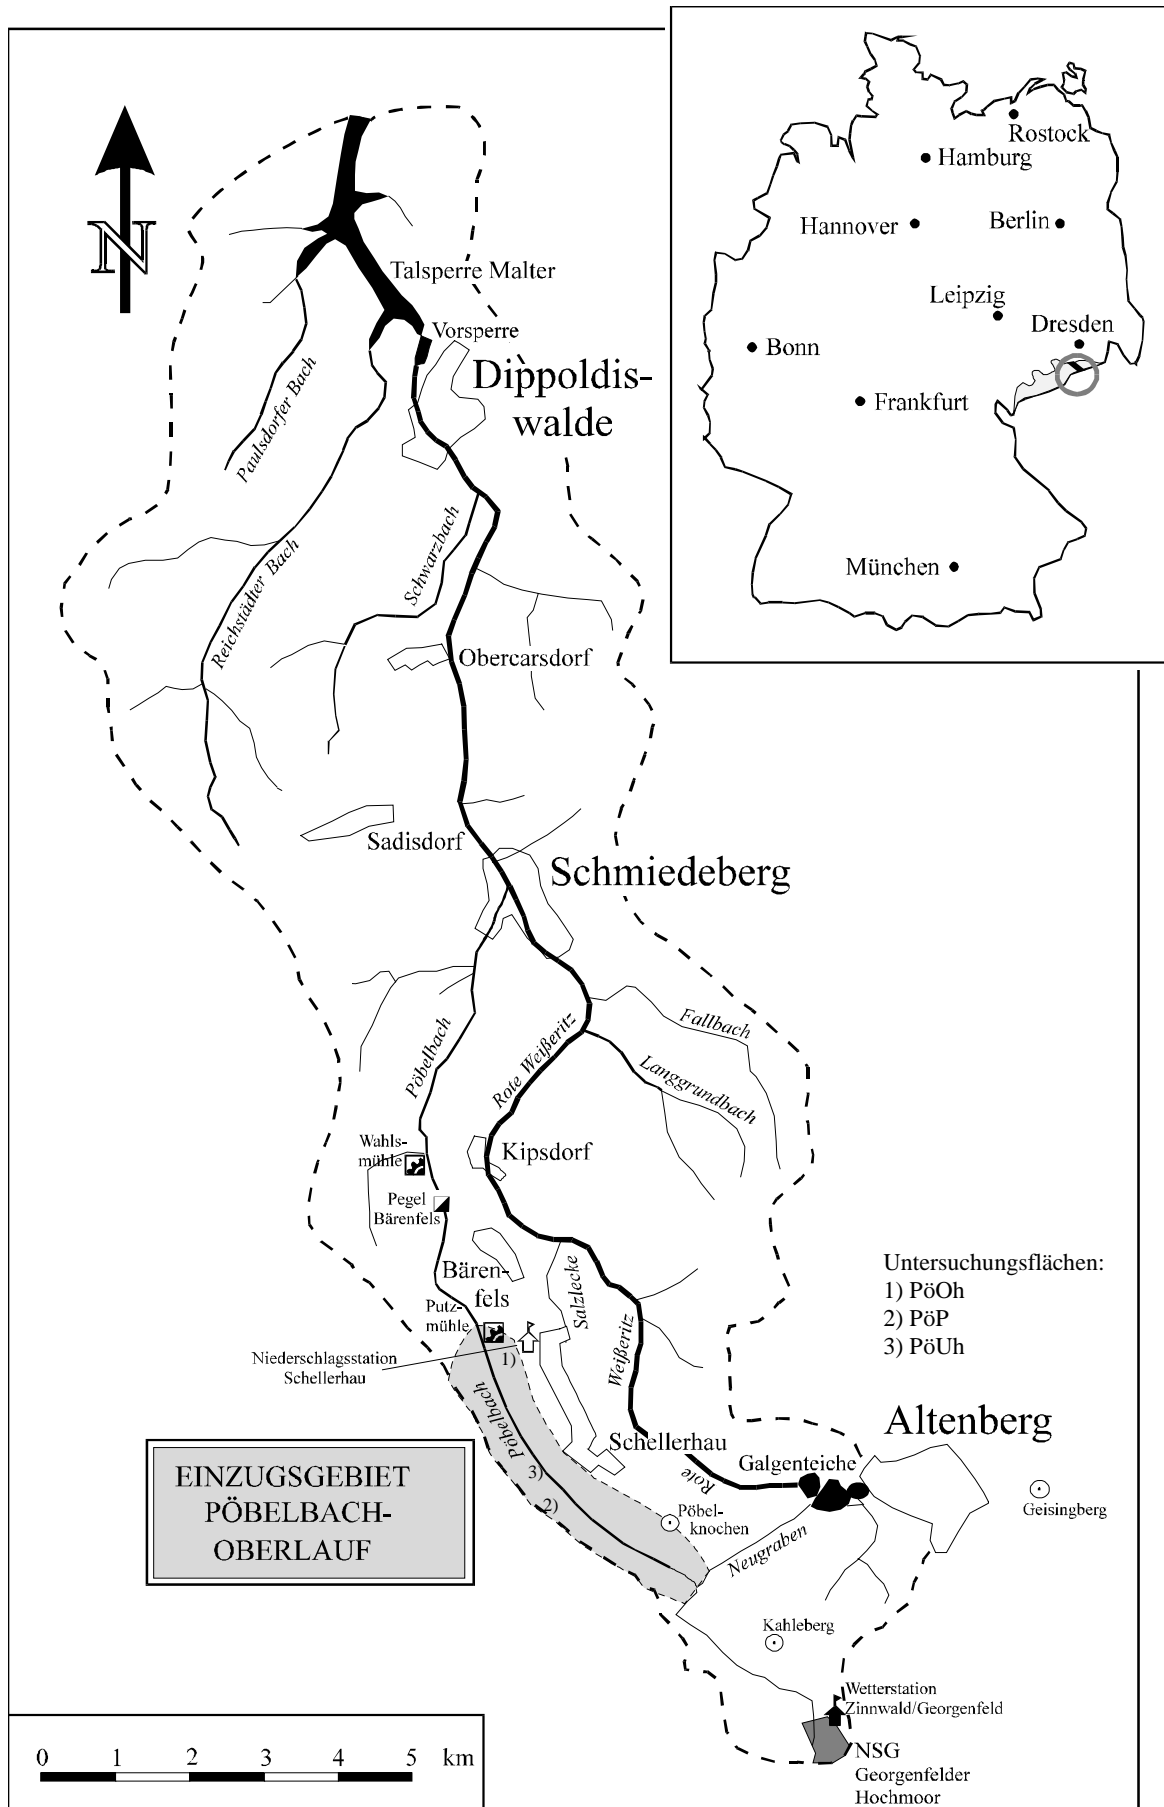 N
Talsperre Malter
Vorsperre
Dippoldis-
walde
Paulsdorfer Bach
Reichstädter Bach
Schwarzbach
Obercarsdorf
Sadisdorf
Schmiedeberg
Pöbelbach
Rote Weißeritz
Fallbach
Langgrundbach
Wahls-
mühle
Kipsdorf
Pegel
Bärenfels
Bären-
fels
Putz-
mühle
Salzlecke
Niederschlagsstation
Schellerhau
1)
Pöbelbach
3)
2)
Weißeritz
Rote
Schellerhau
Galgenteiche
Altenberg
Geisingberg
Pöbel-
knochen
Neugraben
Kahleberg
Wetterstation
Zinnwald/Georgenfeld
NSG
Georgenfelder
Hochmoor
Untersuchungsflächen:
1) PöOh
2) PöP
3) PöUh
EINZUGSGEBIET
PÖBELBACH-
OBERLAUF
0 1 2 3 4 5 km
Rostock
Hamburg
Hannover
Berlin
Leipzig
Dresden
Bonn
Frankfurt
München